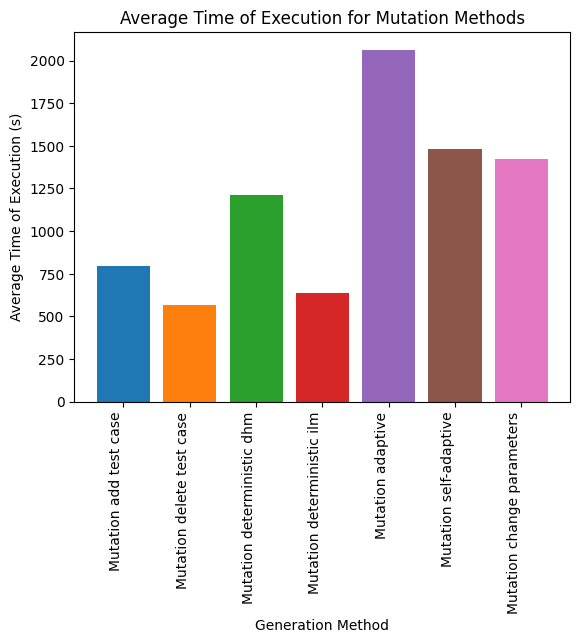 Average Time of Execution for Mutation Methods
Average Time of Execution (s)
2000
1750
1500
1250
1000
750
500
250
0
Mutation add test case
Mutation delete test case
Mutation deterministic dhm
Mutation deterministic ilm
Mutation adaptive
Mutation self-adaptive
Mutation change parameters
Generation Method